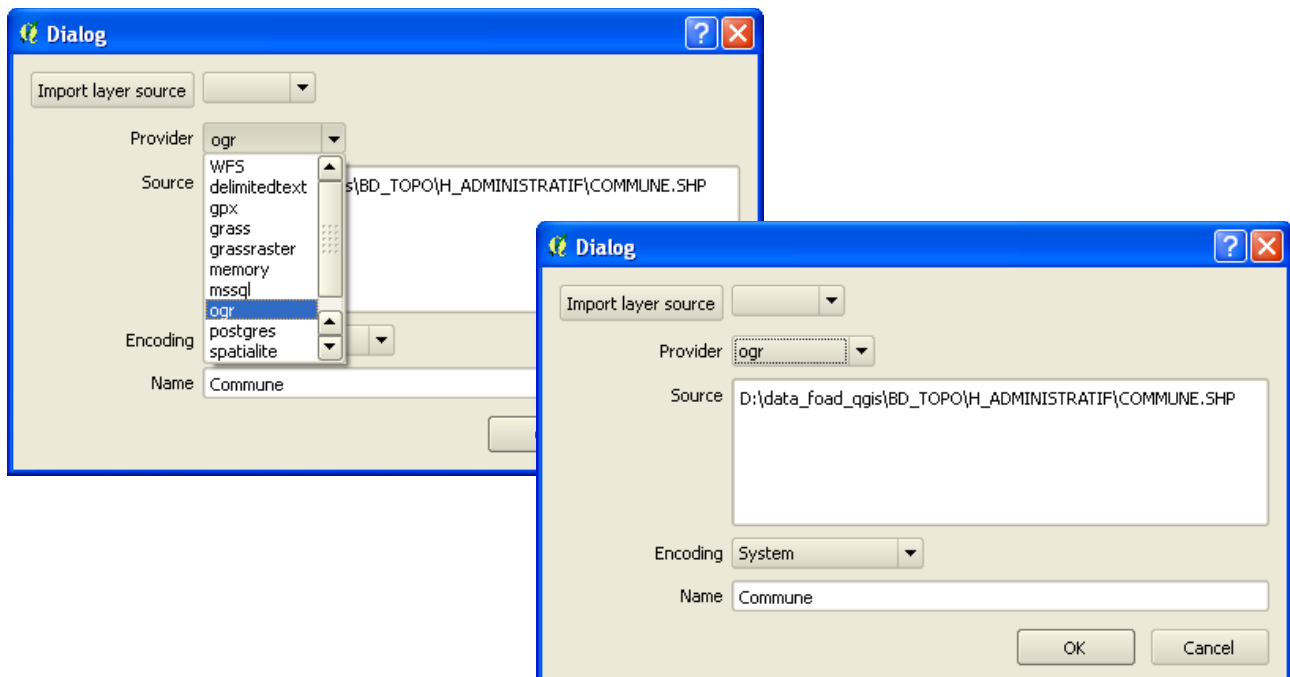 Dialog
Import layer source
Provider ogr
WFS
delimitedtext
gpx
grass
grassraster
memory
mssql
ogr
postgres
spatialite
Source s\BD_TOPO\H_ADMINISTRATIF\COMMUNE.SHP
Encoding
Name Commune
Dialog
Import layer source
Provider ogr
Source D:\data_foad_qgis\BD_TOPO\H_ADMINISTRATIF\COMMUNE.SHP
Encoding System
Name Commune
OK Cancel